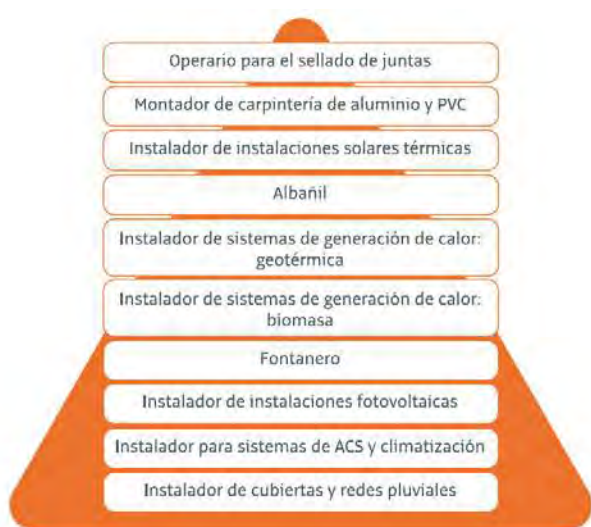 Operario para el sellado de juntas
Montador de carpintería de aluminio y PVC
Instalador de instalaciones solares térmicas
Albañil
Instalador de sistemas de generación de calor:
geotérmica
Instalador de sistemas de generación de calor:
biomasa
Fontanero
Instalador de instalaciones fotovoltaicas
Instalador para sistemas de ACS y climatización
Instalador de cubiertas y redes pluviales